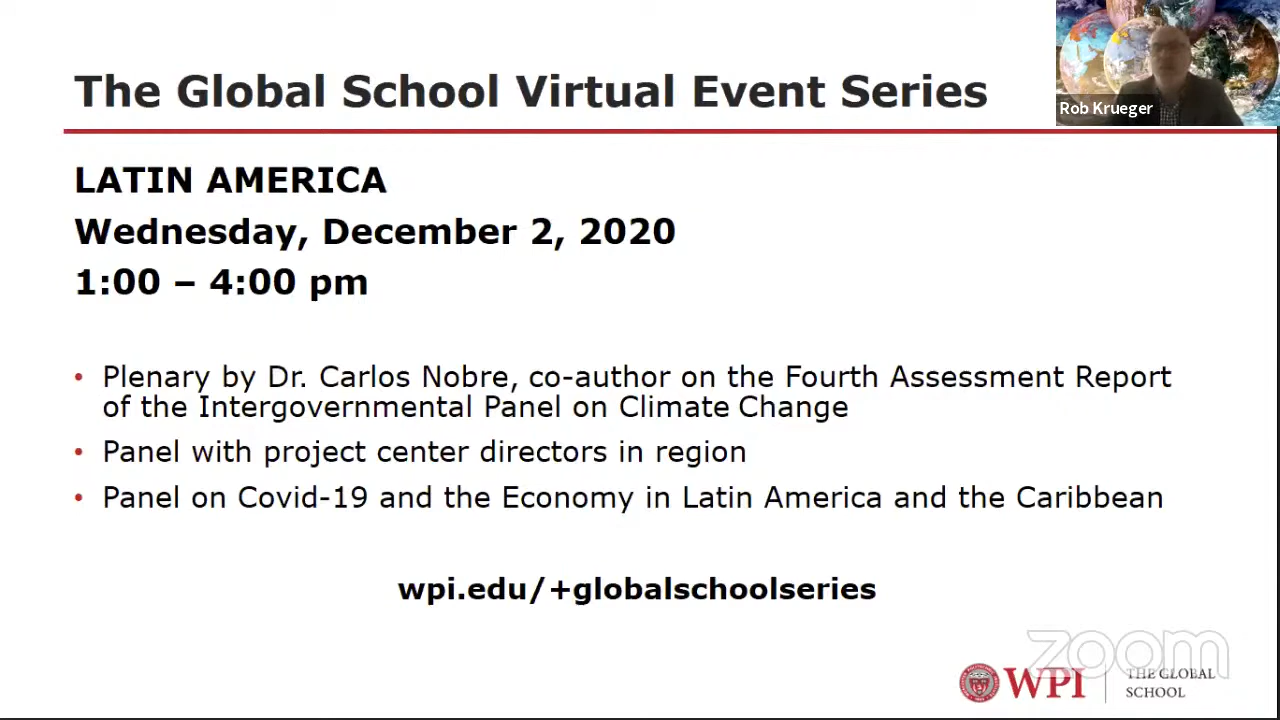 The Global School Virtual Event Series
Rob Krueger
LATIN AMERICA
Wednesday, December 2, 2020
1:00 – 4:00 pm
• Plenary by Dr. Carlos Nobre, co-author on the Fourth Assessment Report
of the Intergovernmental Panel on Climate Change
• Panel with project center directors in region
• Panel on Covid-19 and the Economy in Latin America and the Caribbean
wpi.edu/+globalschoolseries
zoom
WPI
THE GLOBAL
SCHOOL